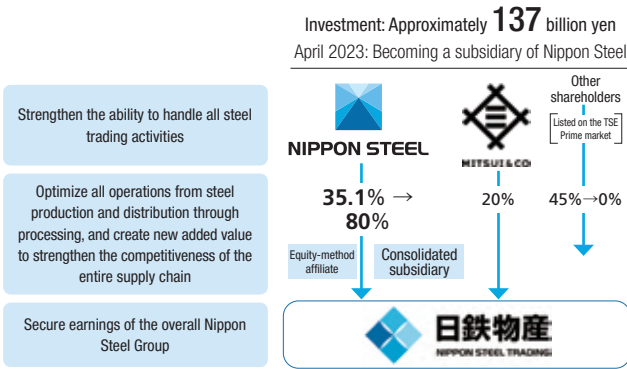 Investment: Approximately 137 billion yen
April 2023: Becoming a subsidiary of Nippon Steel
Strengthen the ability to handle all steel
trading activities
Optimize all operations from steel
production and distribution through
processing, and create new added value
to strengthen the competitiveness of the
entire supply chain
Secure earnings of the overall Nippon
Steel Group
NIPPON STEEL
MITSUI & CO
Other
shareholders
Listed on the TSE
Prime market
35.1% →
80%
20%
45%→0%
Equity-method
affiliate
Consolidated
subsidiary
日鉄物産
NIPPON STEEL TRADING